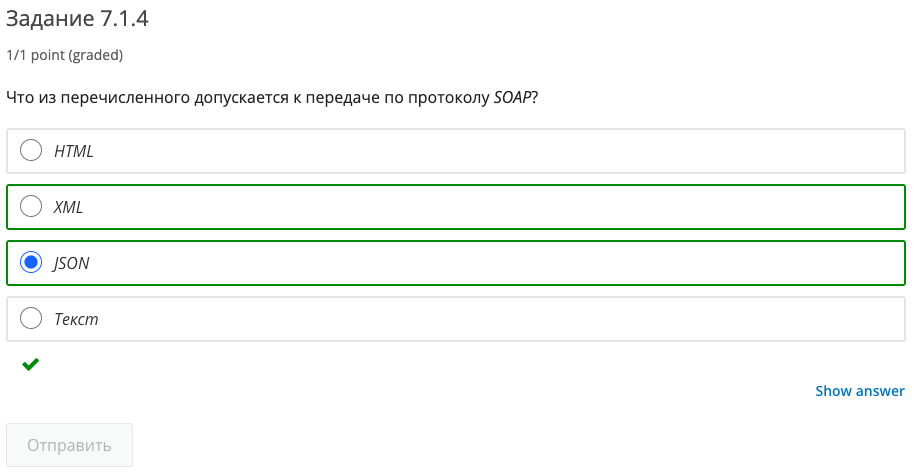 Задание 7.1.4
1/1 point (graded)
Что из перечисленного допускается к передаче по протоколу SOAP?
HTML
XML
JSON
Текст
Show answer
Отправить